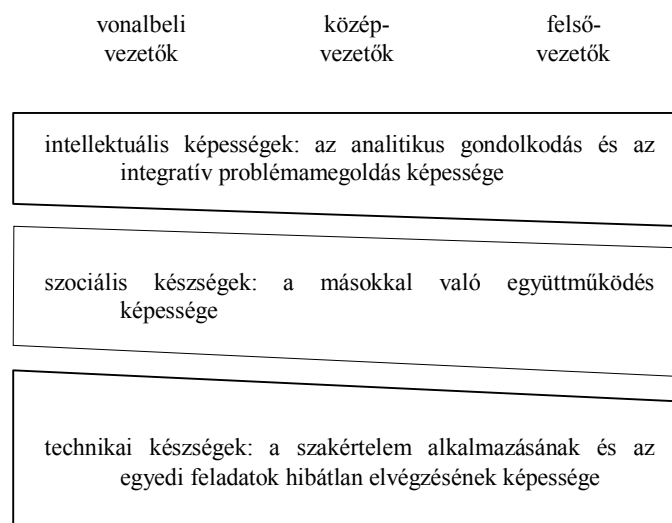 vonalbeli közép- felső-
vezetők vezetők vezetők
intellektuális képességek: az analitikus gondolkodás és az
integratív problémamegoldás képessége
szociális készségek: a másokkal való együttműködés
képessége
technikai készségek: a szakértelem alkalmazásának és az
egyedi feladatok hibátlan elvégzésének képessége